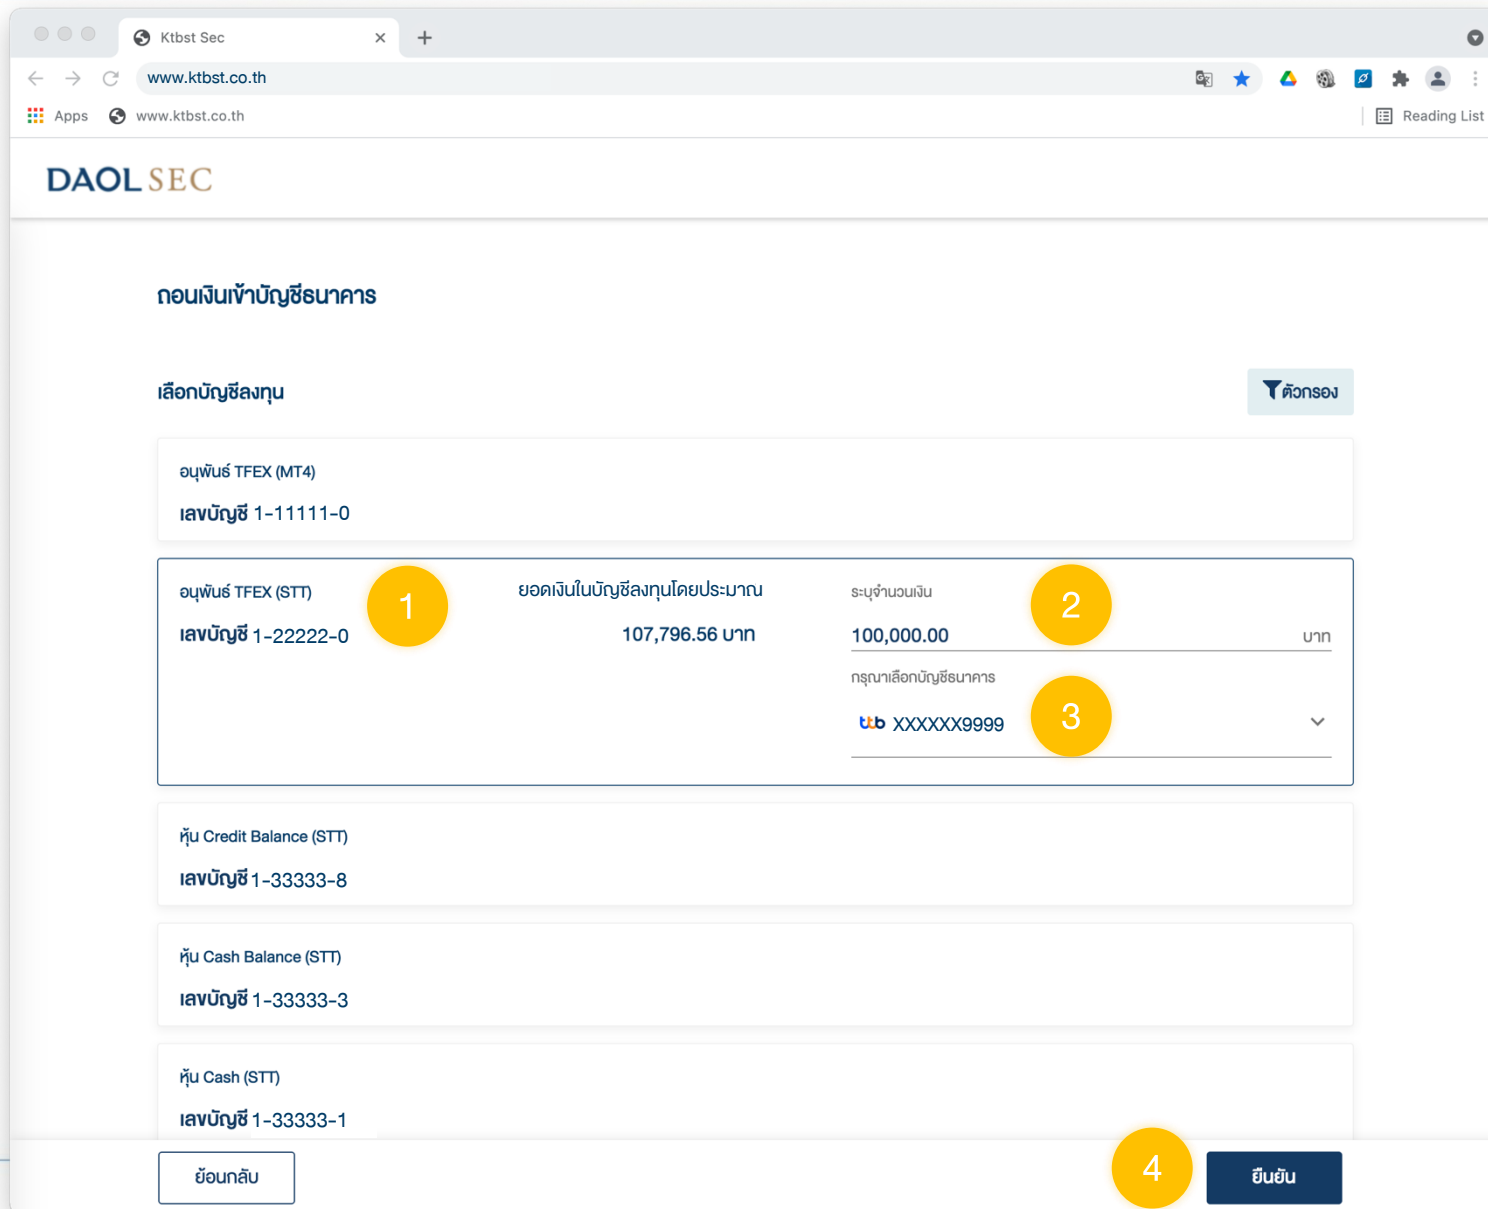 Ktbst Sec
www.ktbst.co.th
Apps www.ktbst.co.th Reading List
DAOL SEC
ถอนเงินเข้าบัญชีธนาคาร
เลือกบัญชีลงทุน ตัวกรอง
อนุพันธ์ TFEX (MT4)
เลขบัญชี 1-11111-0
อนุพันธ์ TFEX (STT) 1 ยอดเงินในบัญชีลงทุนโดยประมาณ ระบุจำนวนเงิน 2
เลขบัญชี 1-22222-0 107,796.56 บาท 100,000.00 บาท
กรุณาเลือกบัญชีธนาคาร
ttb XXXXXX9999 3
หุ้น Credit Balance (STT)
เลขบัญชี 1-33333-8
หุ้น Cash Balance (STT)
เลขบัญชี 1-33333-3
หุ้น Cash (STT)
เลขบัญชี 1-33333-1
ย้อนกลับ 4 ยืนยัน